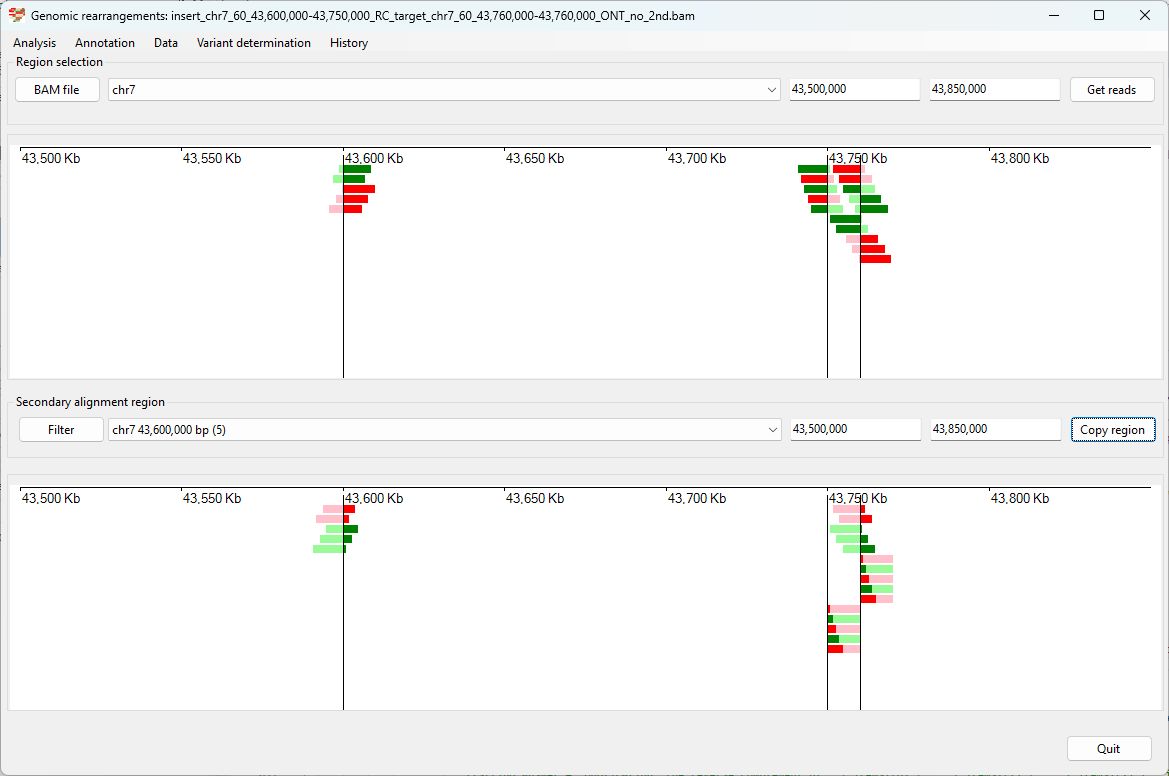 Genomic rearrangements: insert_chr7_60_43,600,000-43,750,000_RC_target_chr7_60_43,760,000-43,760,000_ONT_no_2nd.bam
Analysis Annotation Data Variant determination History
Region selection
BAM file chr7 43,500,000 43,850,000 Get reads
43,500 Kb 43,550 Kb 43,600 Kb 43,650 Kb 43,700 Kb 43,750 Kb 43,800 Kb
Secondary alignment region
Filter chr7 43,600,000 bp (5) 43,500,000 43,850,000 Copy region
43,500 Kb 43,550 Kb 43,600 Kb 43,650 Kb 43,700 Kb 43,750 Kb 43,800 Kb
Quit